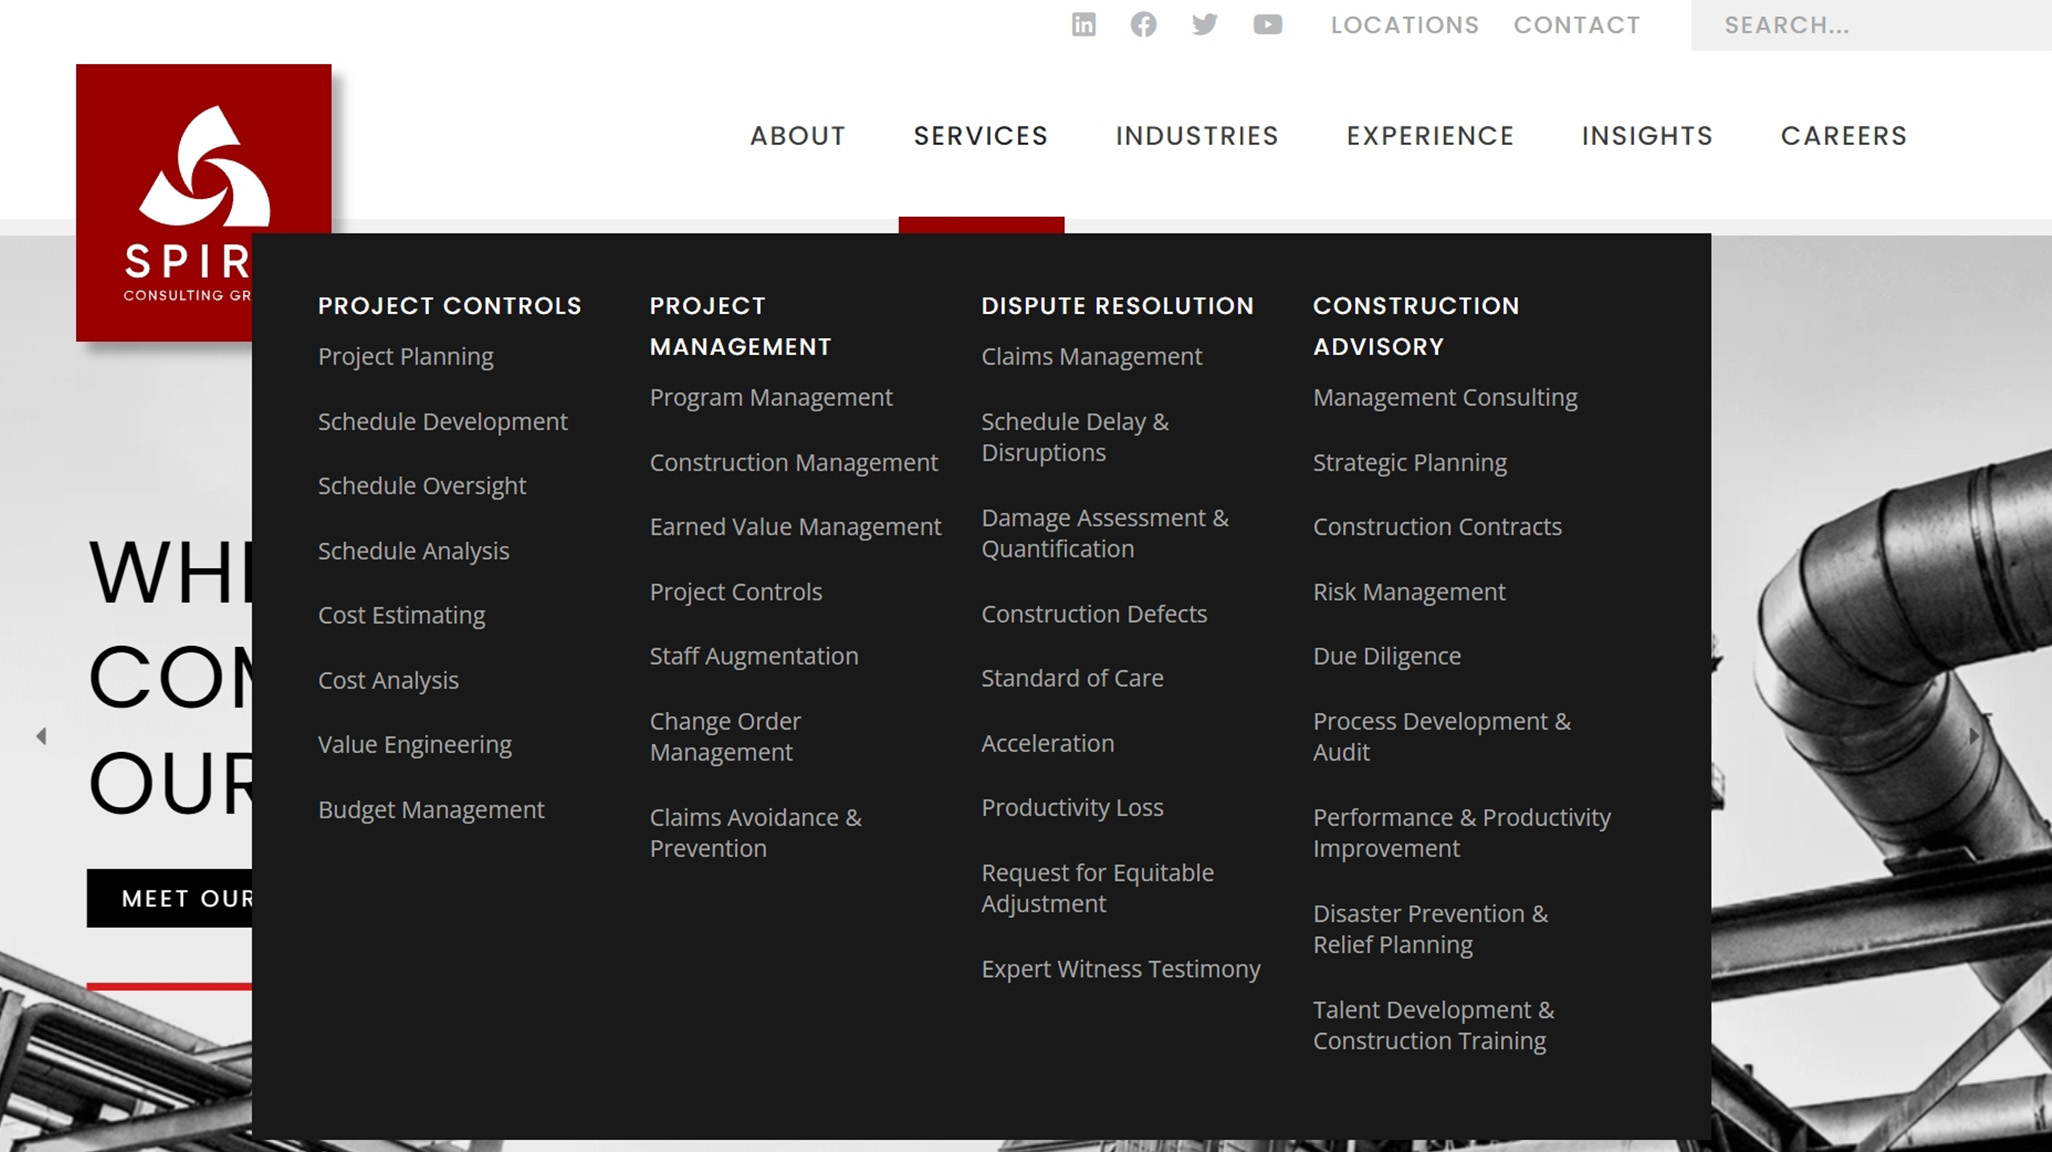 LOCATIONS CONTACT SEARCH...
ABOUT SERVICES INDUSTRIES EXPERIENCE INSIGHTS CAREERS
SPIR
CONSULTING GR
PROJECT CONTROLS
Project Planning
Schedule Development
Schedule Oversight
Schedule Analysis
Cost Estimating
Cost Analysis
Value Engineering
Budget Management
PROJECT
MANAGEMENT
Program Management
Construction Management
Earned Value Management
Project Controls
Staff Augmentation
Change Order
Management
Claims Avoidance &
Prevention
DISPUTE RESOLUTION
Claims Management
Schedule Delay &
Disruptions
Damage Assessment &
Quantification
Construction Defects
Standard of Care
Acceleration
Productivity Loss
Request for Equitable
Adjustment
Expert Witness Testimony
CONSTRUCTION
ADVISORY
Management Consulting
Strategic Planning
Construction Contracts
Risk Management
Due Diligence
Process Development &
Audit
Performance & Productivity
Improvement
Disaster Prevention &
Relief Planning
Talent Development &
Construction Training
WHE
COM
OUR
MEET OUR